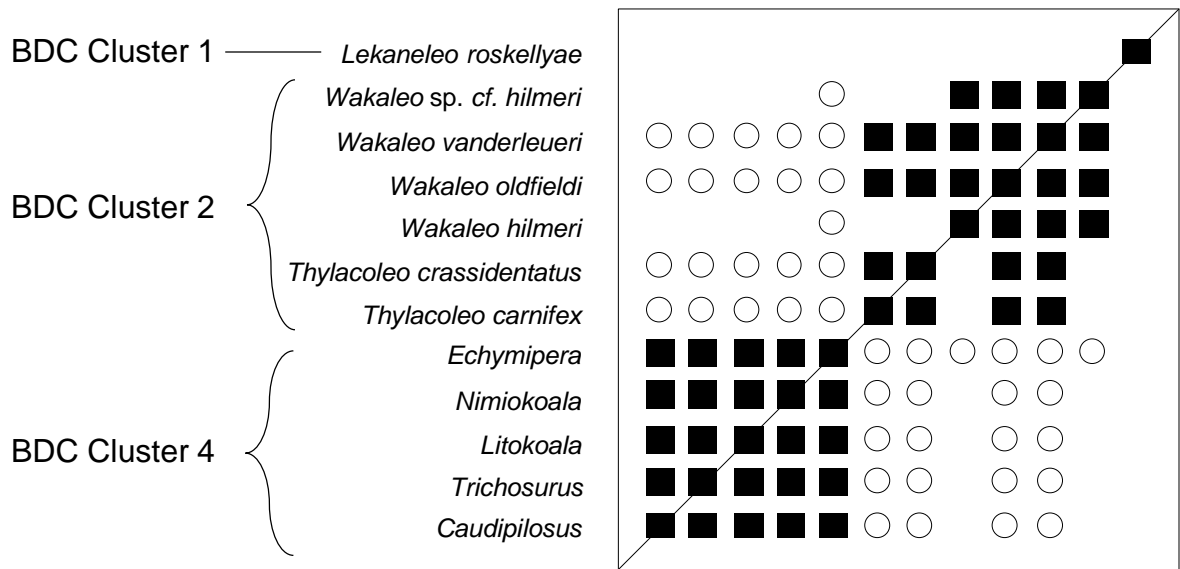 BDC Cluster 1
Lekaneleo roskellyae
Wakaleo sp. cf. hilmeri
Wakaleo vanderleueri
BDC Cluster 2
Wakaleo oldfieldi
Wakaleo hilmeri
Thylacoleo crassidentatus
Thylacoleo carnifex
Echymipera
Nimiokoala
BDC Cluster 4
Litokoala
Trichosurus
Caudipilosus